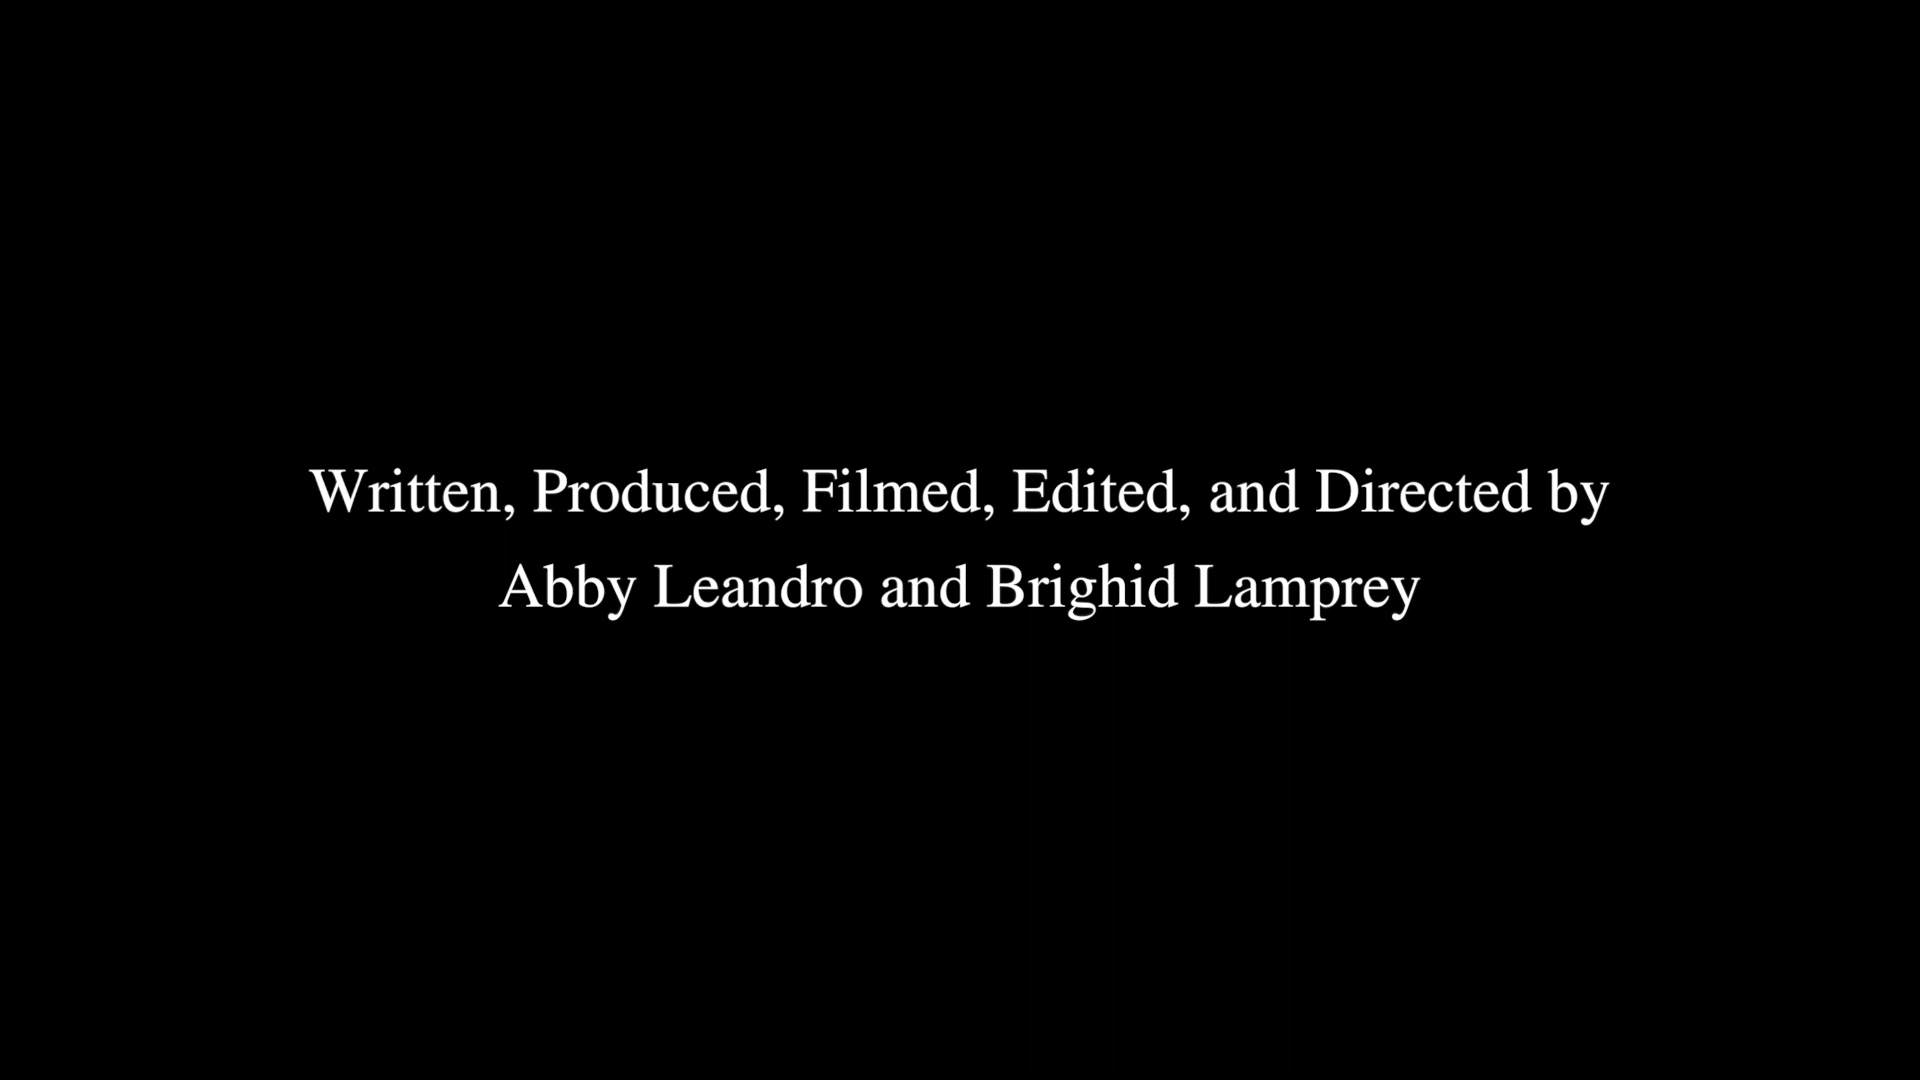 Written, Produced, Filmed, Edited, and Directed by
Abby Leandro and Brighid Lamprey